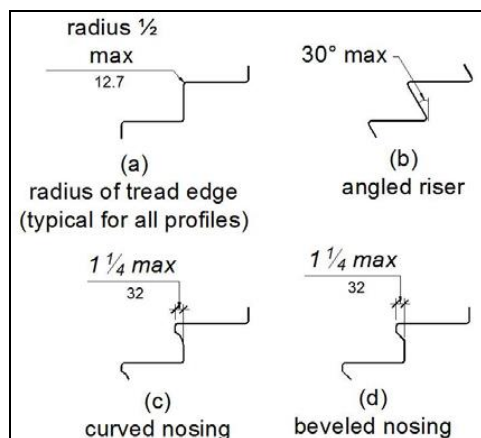 radius ½
max
12.7
(a)
radius of tread edge
(typical for all profiles)
30° max
(b)
angled riser
1 ¼ max
32
(c)
curved nosing
1 ¼ max
32
(d)
beveled nosing